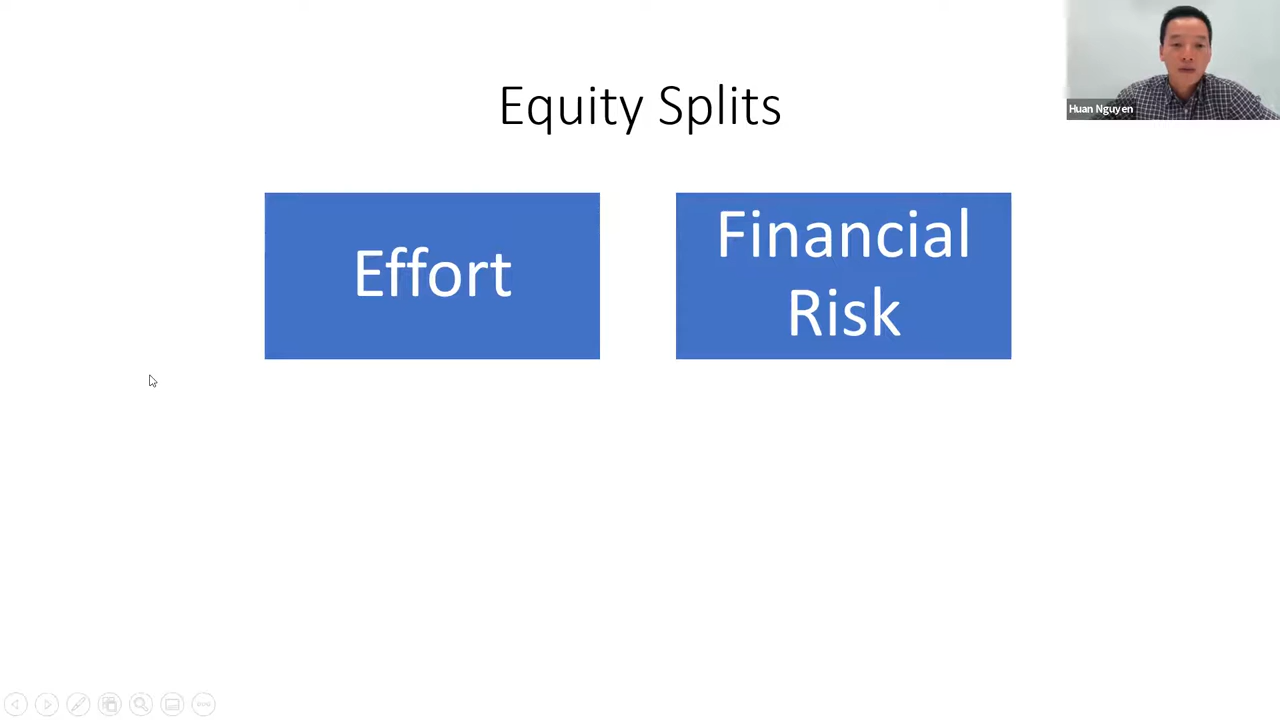 Equity Splits
Huan Nguyen
Effort
Financial
Risk